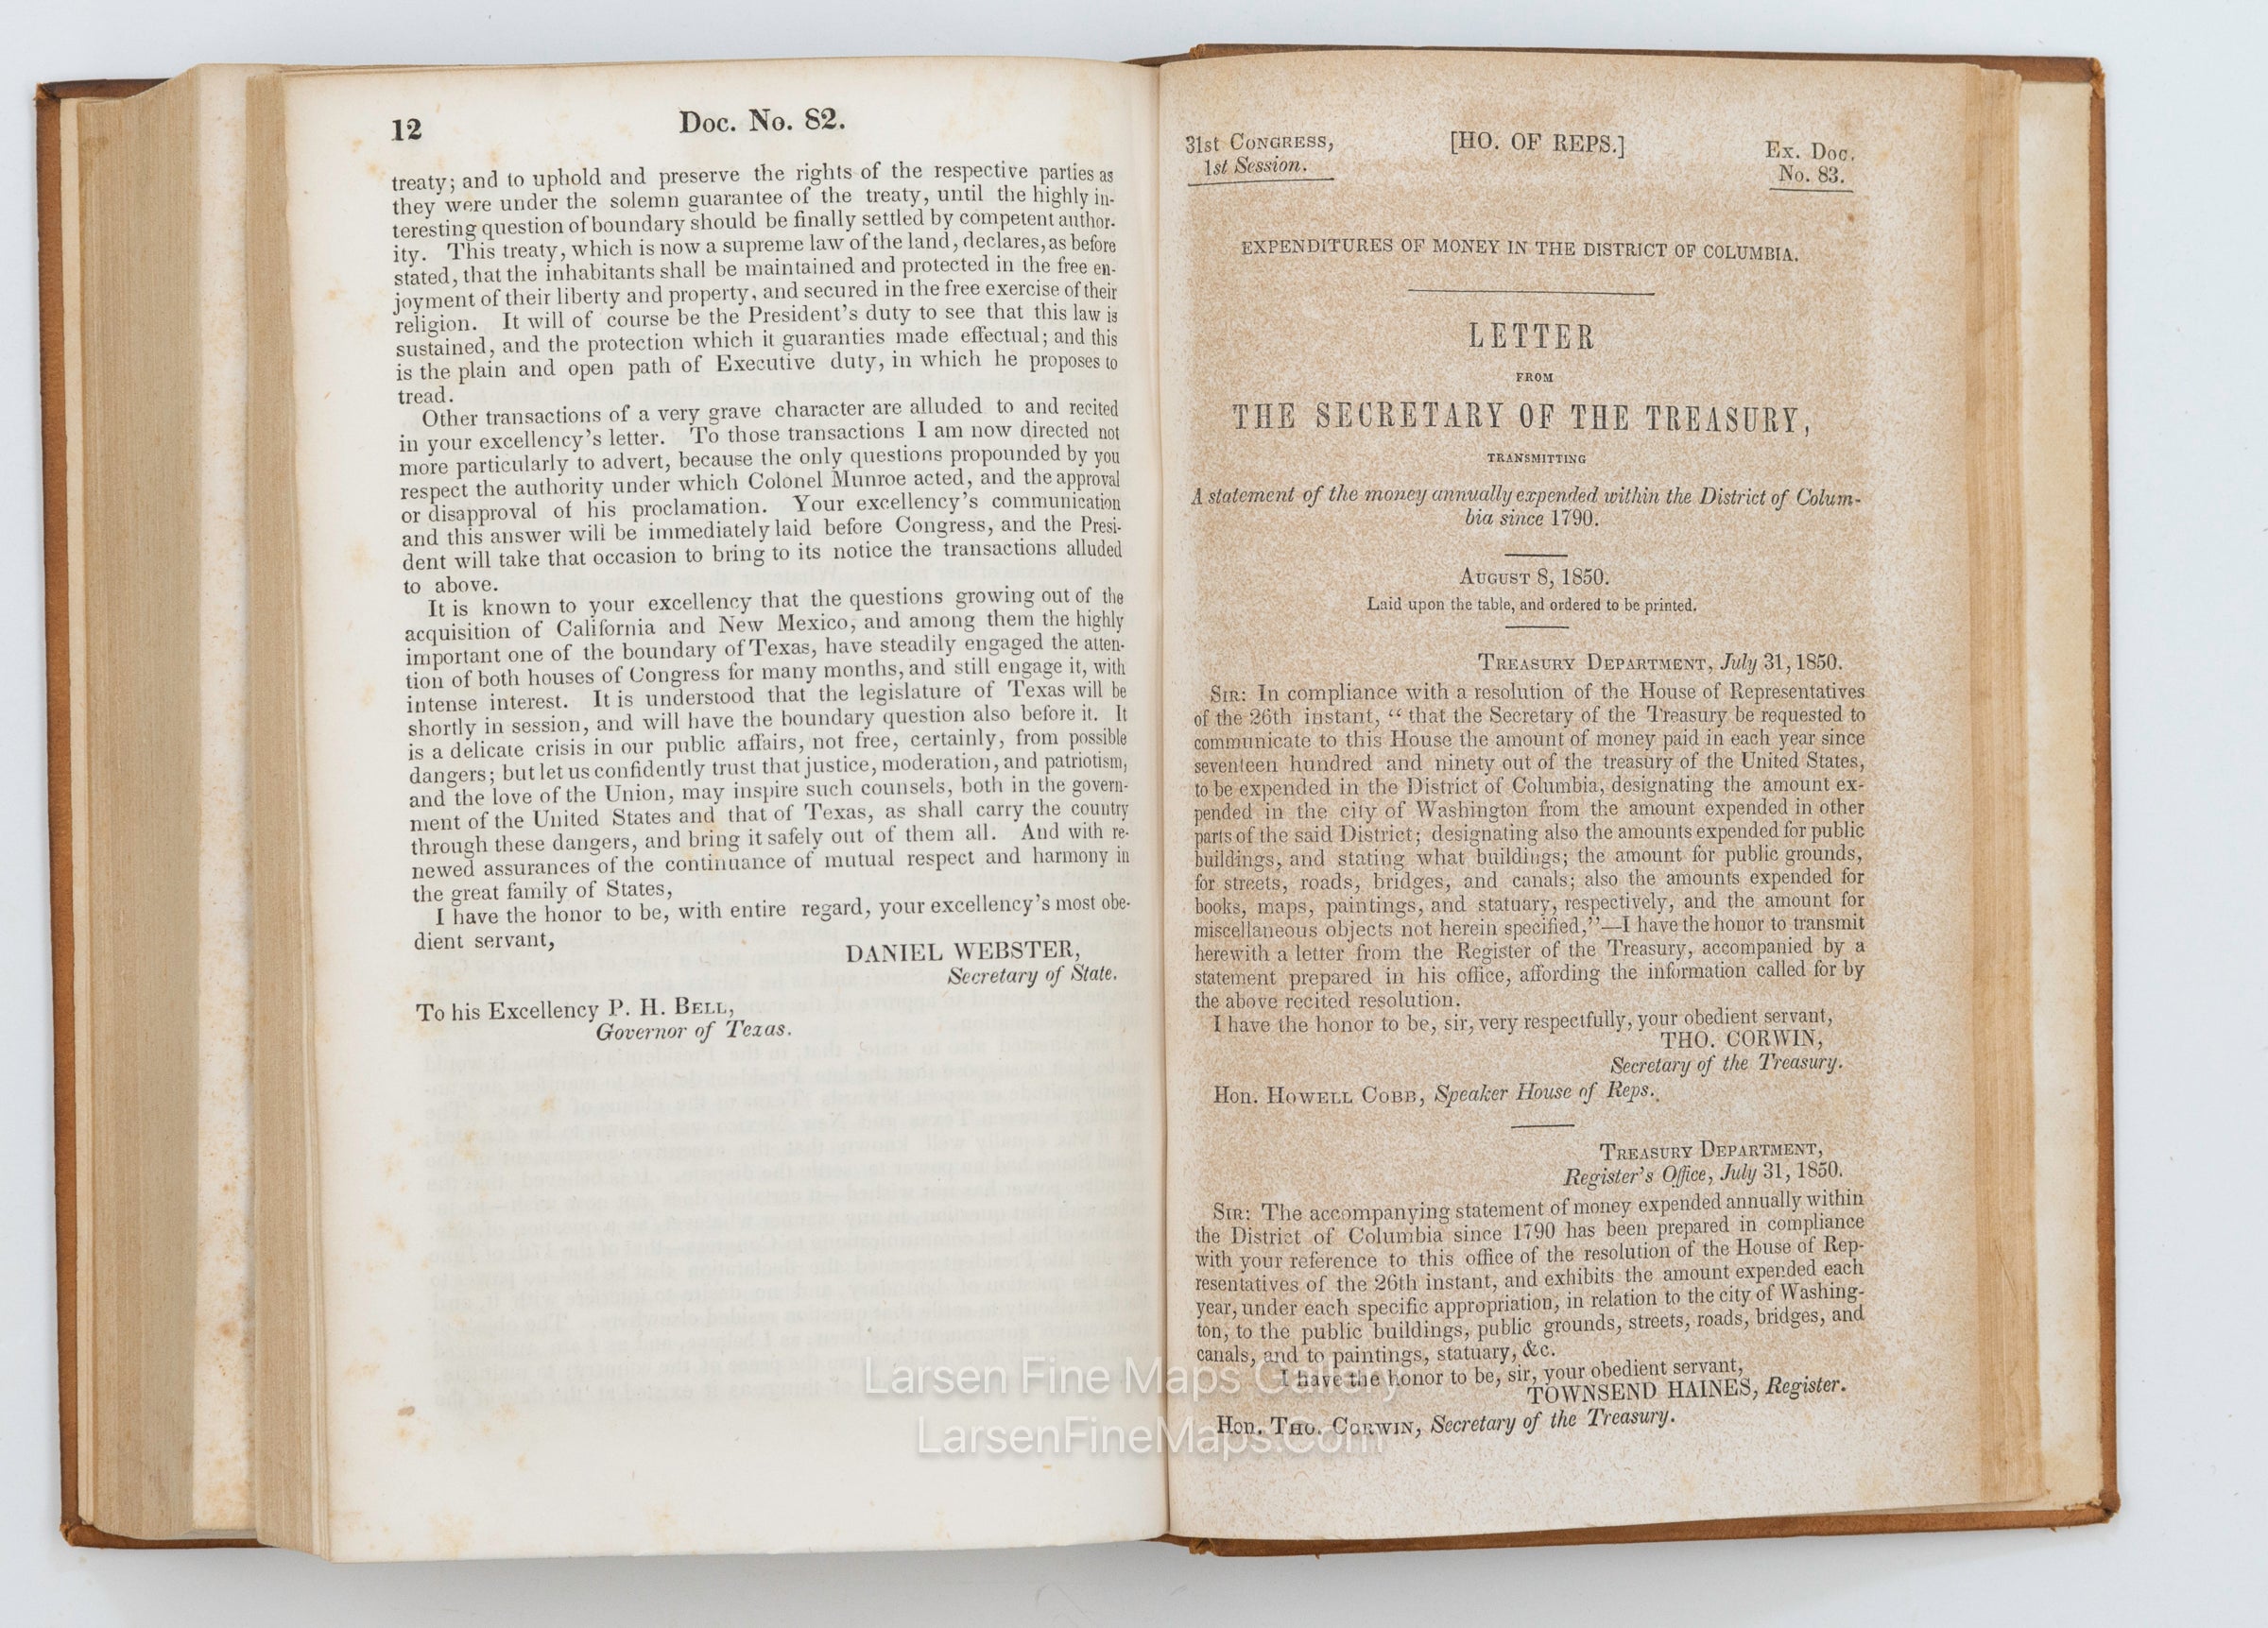 12
Doc. No. 82.
treaty; and to uphold and preserve the rights of the respective parties as
they were under the solemn guarantee of the treaty, until the highly in-
teresting question of boundary should be finally settled by competent author-
ity. This treaty, which is now a supreme law of the land, declares, as before
stated, that the inhabitants shall be maintained and protected in the free en-
joyment of their liberty and property, and secured in the free exercise of their
religion. It will of course be the President's duty to see that this law is
sustained, and the protection which it guaranties made effectual; and this
is the plain and open path of Executive duty, in which he proposes to
tread.
Other transactions of a very grave character are alluded to and recited
in your excellency's letter. To those transactions I am now directed not
more particularly to advert, because the only questions propounded by you
respect the authority under which Colonel Munroe acted, and the approval
or disapproval of his proclamation. Your excellency's communication
and this answer will be immediately laid before Congress, and the Presi-
dent will take that occasion to bring to its notice the transactions alluded
to above.
It is known to your excellency that the questions growing out of the
acquisition of California and New Mexico, and among them the highly
important one of the boundary of Texas, have steadily engaged the atten-
tion of both houses of Congress for many months, and still engage it, with
intense interest. It is understood that the legislature of Texas will be
shortly in session, and will have the boundary question also before it. It
is a delicate crisis in our public affairs, not free, certainly, from possible
dangers; but let us confidently trust that justice, moderation, and patriotism,
and the love of the Union, may inspire such counsels, both in the govern-
ment of the United States and that of Texas, as shall carry the country
through these dangers, and bring it safely out of them all. And with re-
newed assurances of the continuance of mutual respect and harmony in
the great family of States,
I have the honor to be, with entire regard, your excellency's most obe-
dient servant,
DANIEL WEBSTER,
Secretary of State.
To his Excellency P. H. BELL,
Governor of Texas.
31st CONGRESS,
1st Session.
[HO. OF REPS.]
Ex. Doc.
No. 83.
EXPENDITURES OF MONEY IN THE DISTRICT OF COLUMBIA.
LETTER
FROM
THE SECRETARY OF THE TREASURY,
TRANSMITTING
A statement of the money annually expended within the District of Colum-
bia since 1790.
AUGUST 8, 1850.
Laid upon the table, and ordered to be printed.
TREASURY DEPARTMENT, July 31, 1850.
SIR: In compliance with a resolution of the House of Representatives
of the 26th instant, “ that the Secretary of the Treasury be requested to
communicate to this House the amount of money paid in each year since
seventeen hundred and ninety out of the treasury of the United States,
to be expended in the District of Columbia, designating the amount ex-
pended in the city of Washington from the amount expended in other
parts of the said District; designating also the amounts expended for public
buildings, and stating what buildings; the amount for public grounds,
for streets, roads, bridges, and canals; also the amounts expended for
books, maps, paintings, and statuary, respectively, and the amount for
miscellaneous objects not herein specified,”—I have the honor to transmit
herewith a letter from the Register of the Treasury, accompanied by a
statement prepared in his office, affording the information called for by
the above recited resolution.
I have the honor to be, sir, very respectfully, your obedient servant,
THO. CORWIN,
Secretary of the Treasury.
Hon. HOWELL COBB, Speaker House of Reps.
TREASURY DEPARTMENT,
Register's Office, July 31, 1850.
SIR: The accompanying statement of money expended annually within
the District of Columbia since 1790 has been prepared in compliance
with your reference to this office of the resolution of the House of Rep-
resentatives of the 26th instant, and exhibits the amount expended each
year, under each specific appropriation, in relation to the city of Washing-
ton, to the public buildings, public grounds, streets, roads, bridges, and
canals, and to paintings, statuary, &c.
I have the honor to be, sir, your obedient servant,
TOWNSEND HAINES, Register.
Hon. THO. CORWIN, Secretary of the Treasury.
Larsen Fine Maps Gallery
LarsenFineMaps.Com